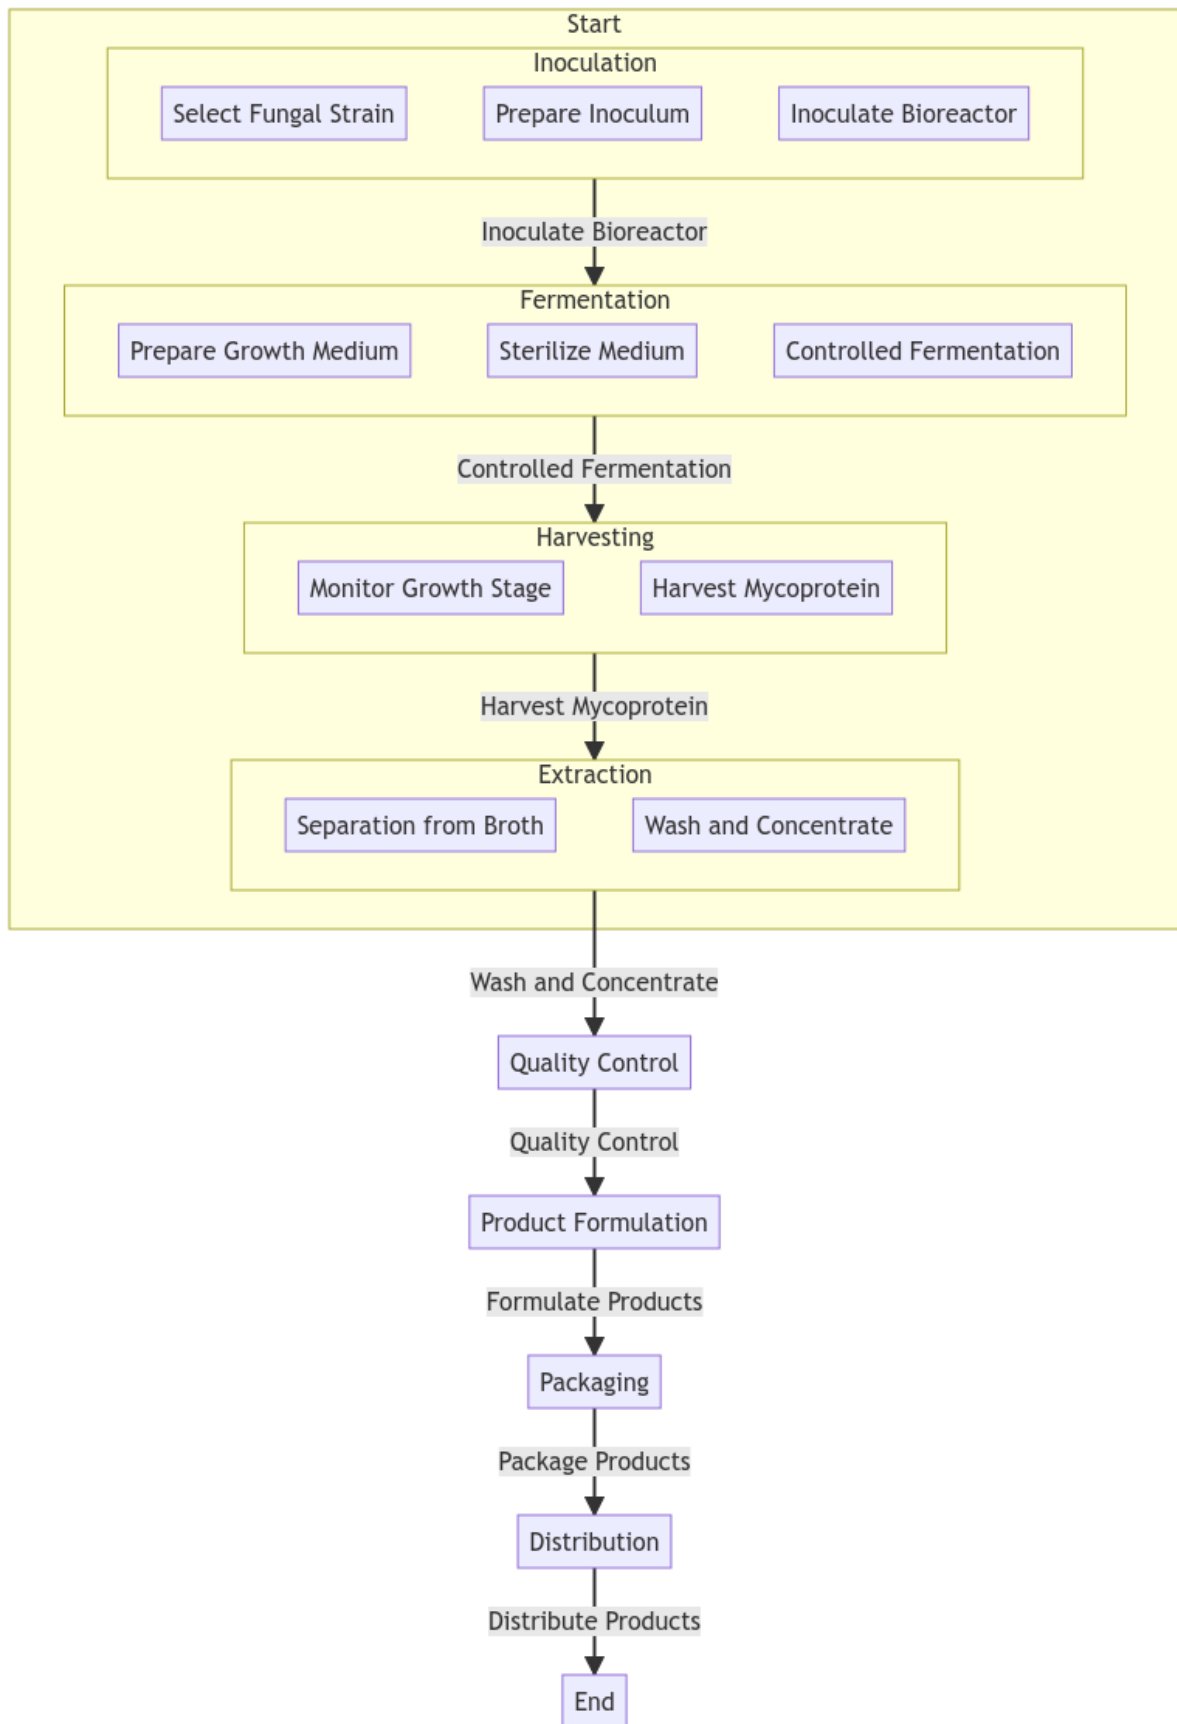 Start
Inoculation
Select Fungal Strain
Prepare Inoculum
Inoculate Bioreactor
Inoculate Bioreactor
Fermentation
Prepare Growth Medium
Sterilize Medium
Controlled Fermentation
Controlled Fermentation
Harvesting
Monitor Growth Stage
Harvest Mycoprotein
Harvest Mycoprotein
Extraction
Separation from Broth
Wash and Concentrate
Wash and Concentrate
Quality Control
Quality Control
Product Formulation
Formulate Products
Packaging
Package Products
Distribution
Distribute Products
End